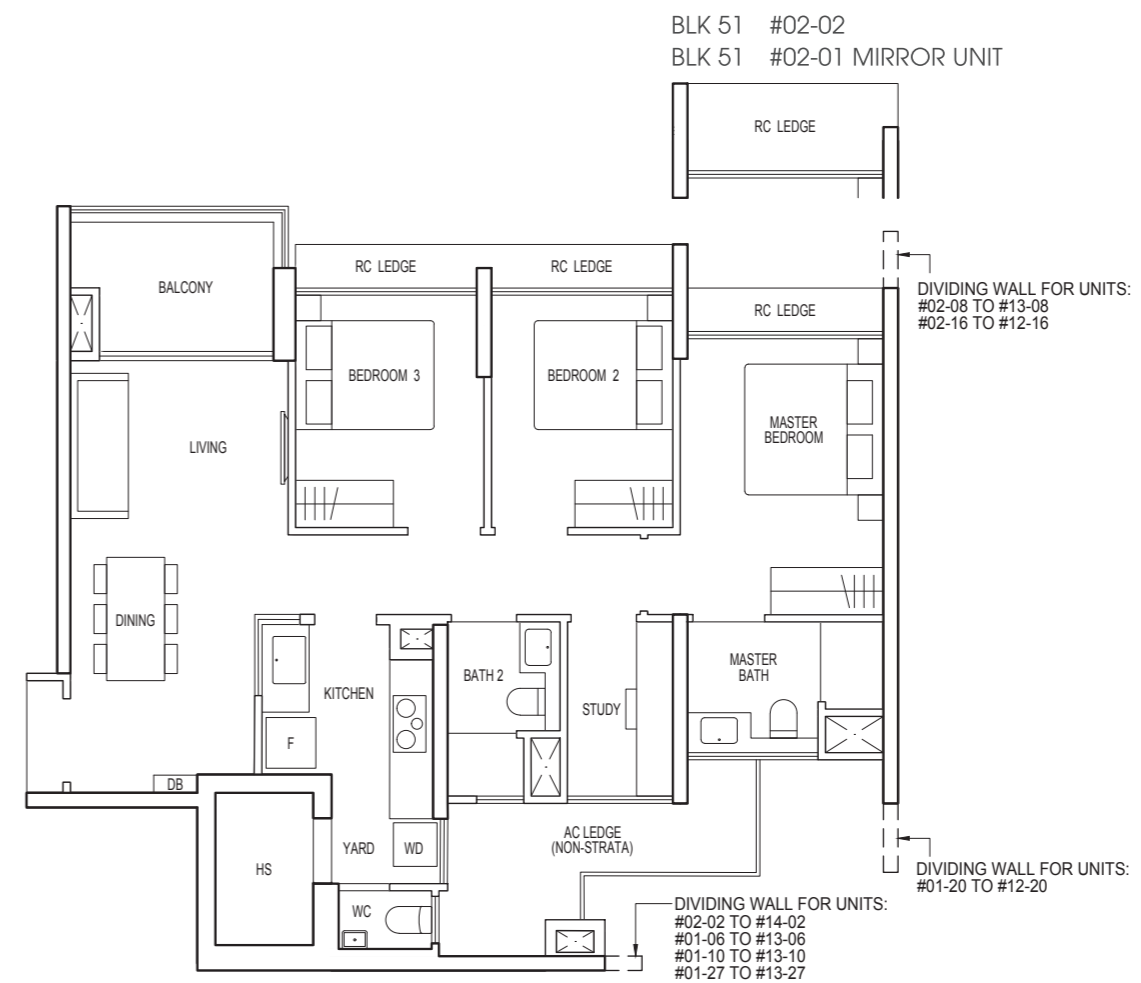 BLK 51 #02-02
BLK 51 #02-01 MIRROR UNIT
RC LEDGE
DIVIDING WALL FOR UNITS:
#02-08 TO #13-08
#02-16 TO #12-16
BALCONY
RC LEDGE
RC LEDGE
RC LEDGE
BEDROOM 3
BEDROOM 2
MASTER
BEDROOM
LIVING
DINING
KITCHEN
F
BATH 2
STUDY
MASTER
BATH
DB
HS
YARD
WD
WC
AC LEDGE
(NON-STRATA)
DIVIDING WALL FOR UNITS:
#01-20 TO #12-20
DIVIDING WALL FOR UNITS:
#02-02 TO #14-02
#01-06 TO #13-06
#01-10 TO #13-10
#01-27 TO #13-27